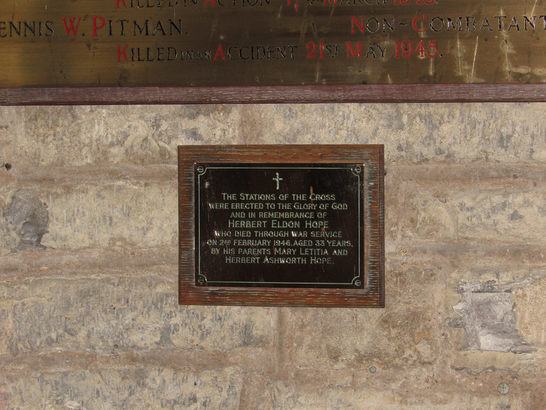 KILLED IN ACTION
ENNIS W. PITMAN. NON-COMBATANT
KILLED IN AN ACCIDENT 21ST MAY 1945.
THE STATIONS OF THE CROSS
WERE ERECTED TO THE GLORY OF GOD
AND IN REMEMBRANCE OF
HERBERT ELDON HOPE
WHO DIED THROUGH WAR SERVICE
ON 2ND FEBRUARY 1946, AGED 33 YEARS,
BY HIS PARENTS MARY LETITIA AND
HERBERT ASHWORTH HOPE.